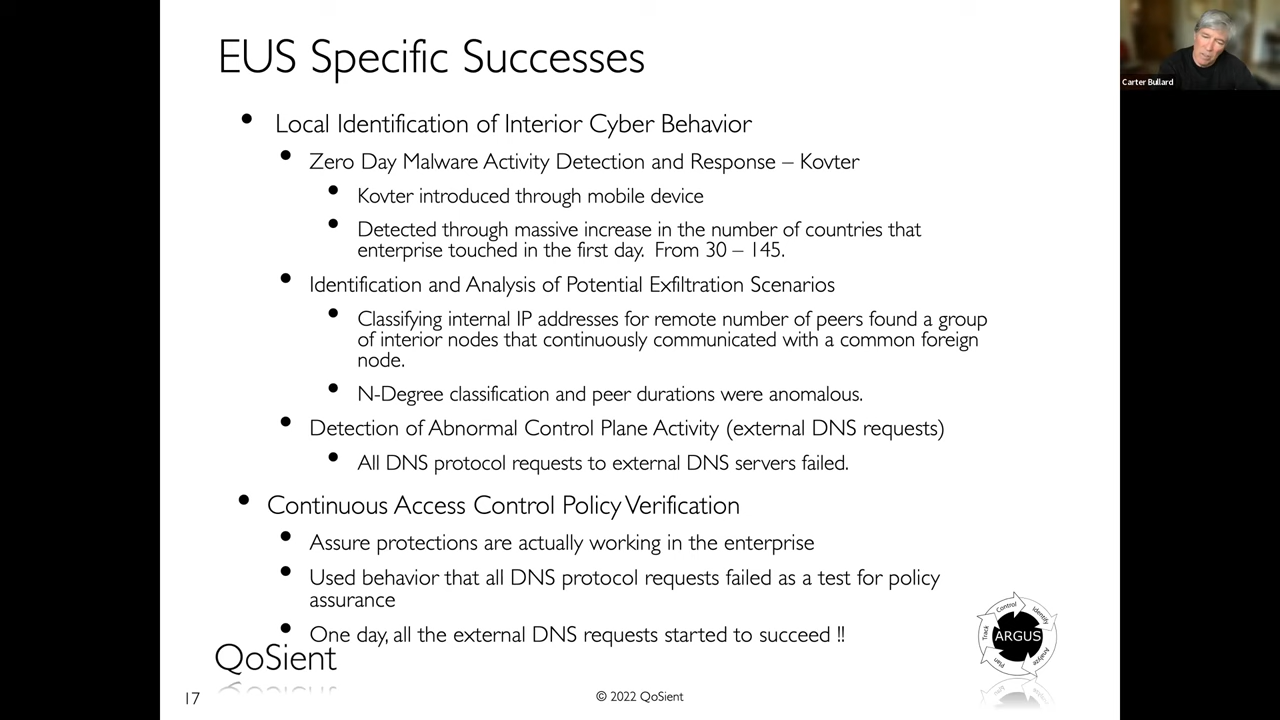 EUS Specific Successes
Carter Bullard
• Local Identification of Interior Cyber Behavior
• Zero Day Malware Activity Detection and Response – Kovter
• Kovter introduced through mobile device
• Detected through massive increase in the number of countries that
enterprise touched in the first day. From 30 – 145.
• Identification and Analysis of Potential Exfiltration Scenarios
• Classifying internal IP addresses for remote number of peers found a group
of interior nodes that continuously communicated with a common foreign
node.
• N-Degree classification and peer durations were anomalous.
• Detection of Abnormal Control Plane Activity (external DNS requests)
• All DNS protocol requests to external DNS servers failed.
• Continuous Access Control Policy Verification
• Assure protections are actually working in the enterprise
• Used behavior that all DNS protocol requests failed as a test for policy
assurance
• One day, all the external DNS requests started to succeed !!
QoSient
Control
Identify
Analyze
Plan
Track
ARGUS
17
© 2022 QoSient